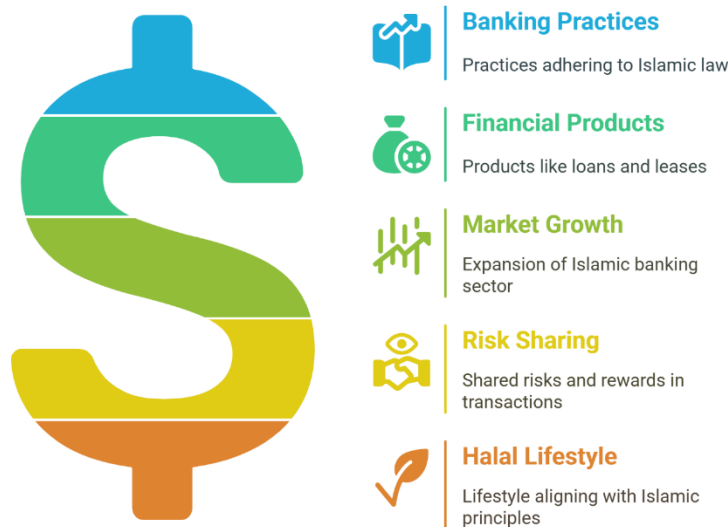 Banking Practices
Practices adhering to Islamic law
Financial Products
Products like loans and leases
Market Growth
Expansion of Islamic banking
sector
Risk Sharing
Shared risks and rewards in
transactions
Halal Lifestyle
Lifestyle aligning with Islamic
principles